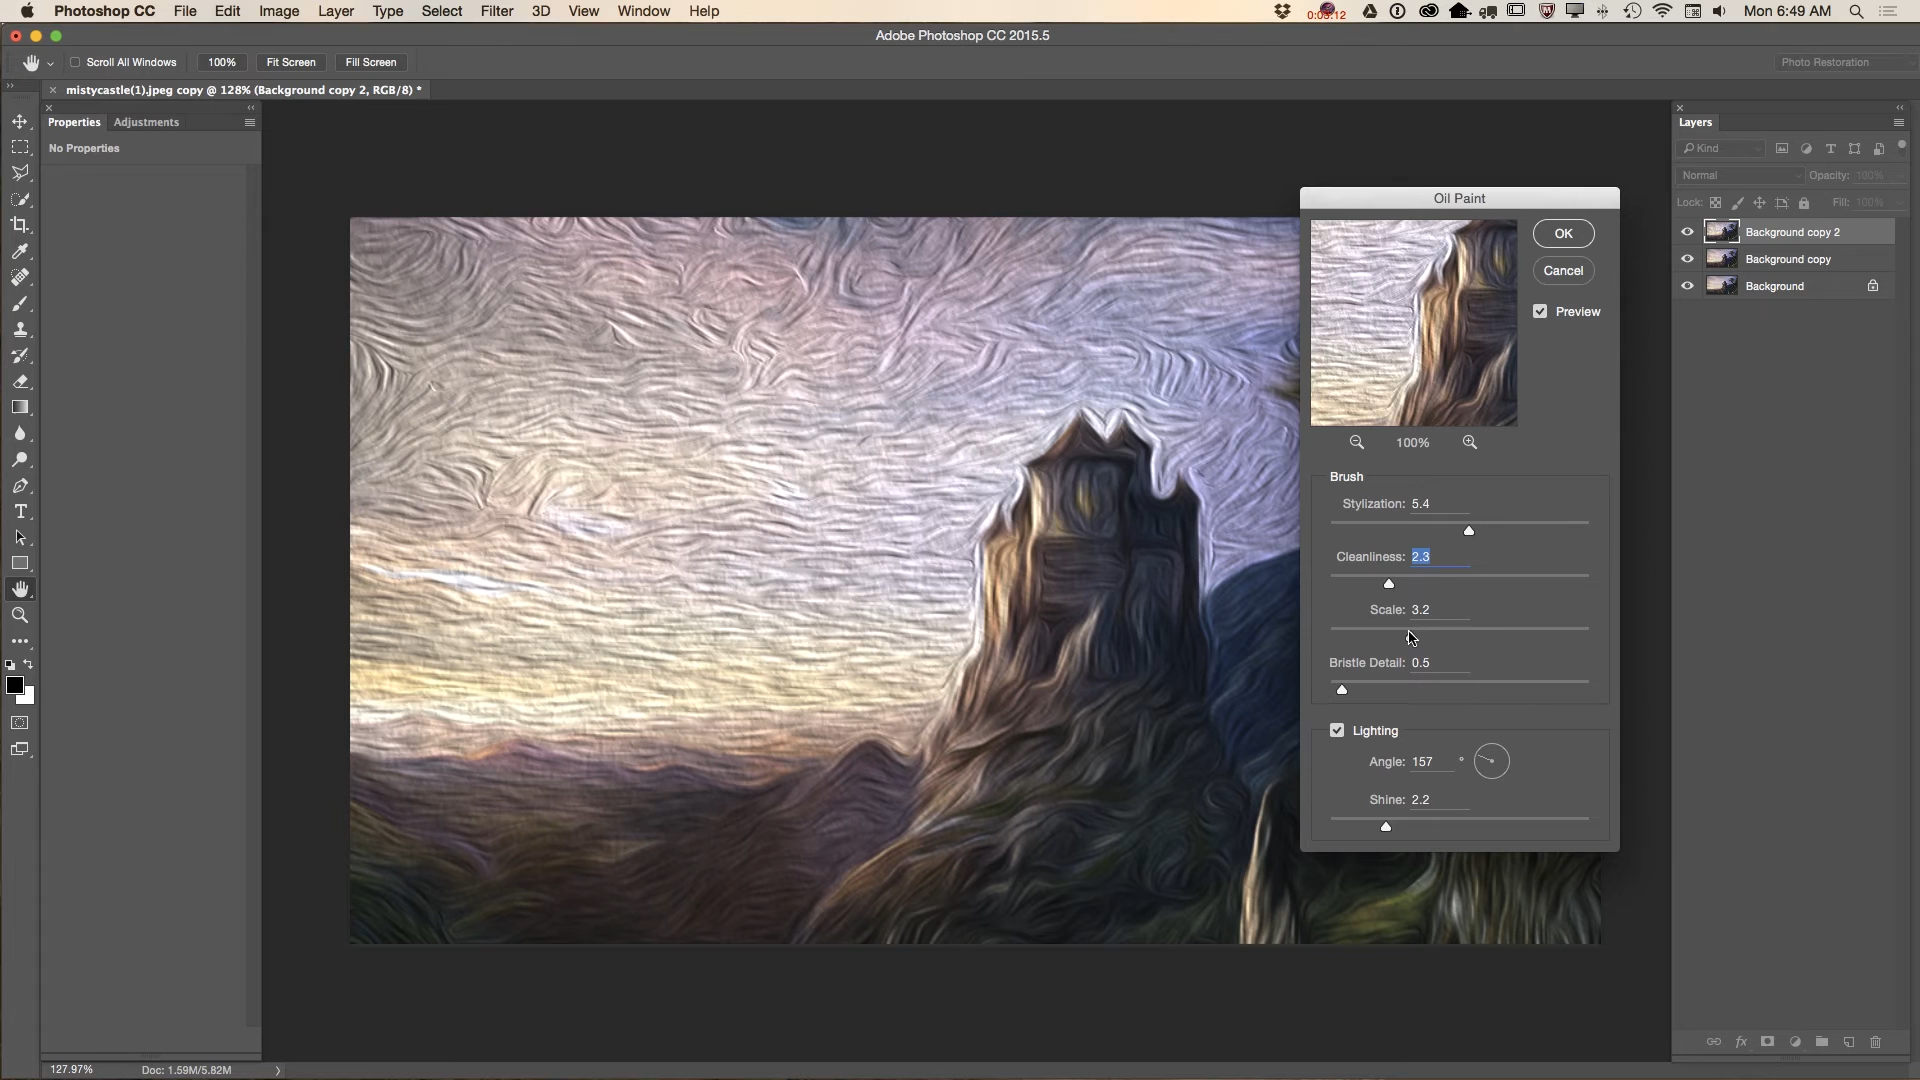 Photoshop CC File Edit Image Layer Type Select Filter 3D View Window Help Mon 6:49 AM
Adobe Photoshop CC 2015.5
Scroll All Windows 100% Fit Screen Fill Screen Photo Restoration
mistycastle(1).jpeg copy @ 128% (Background copy 2, RGB/8) *
Properties Adjustments
No Properties
Layers
Kind
Normal Opacity: 100%
Lock: Fill: 100%
Background copy 2
Background copy
Background
Oil Paint
OK
Cancel
Preview
100%
Brush
Stylization: 5.4
Cleanliness: 2.3
Scale: 3.2
Bristle Detail: 0.5
Lighting
Angle: 157 °
Shine: 2.2
127.97% Doc: 1.59M/5.82M